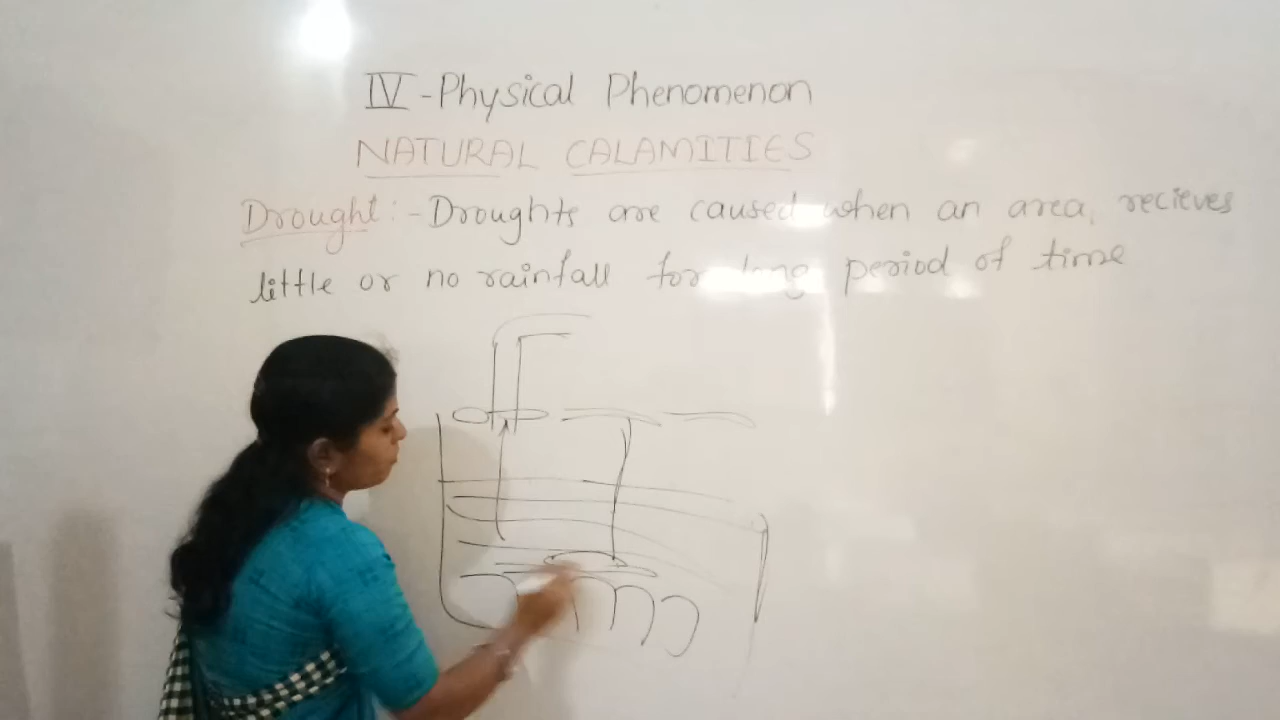 IV - Physical Phenomenon
NATURAL CALAMITIES
Drought :- Droughts are caused when an area, recieves
little or no rainfall for long period of time